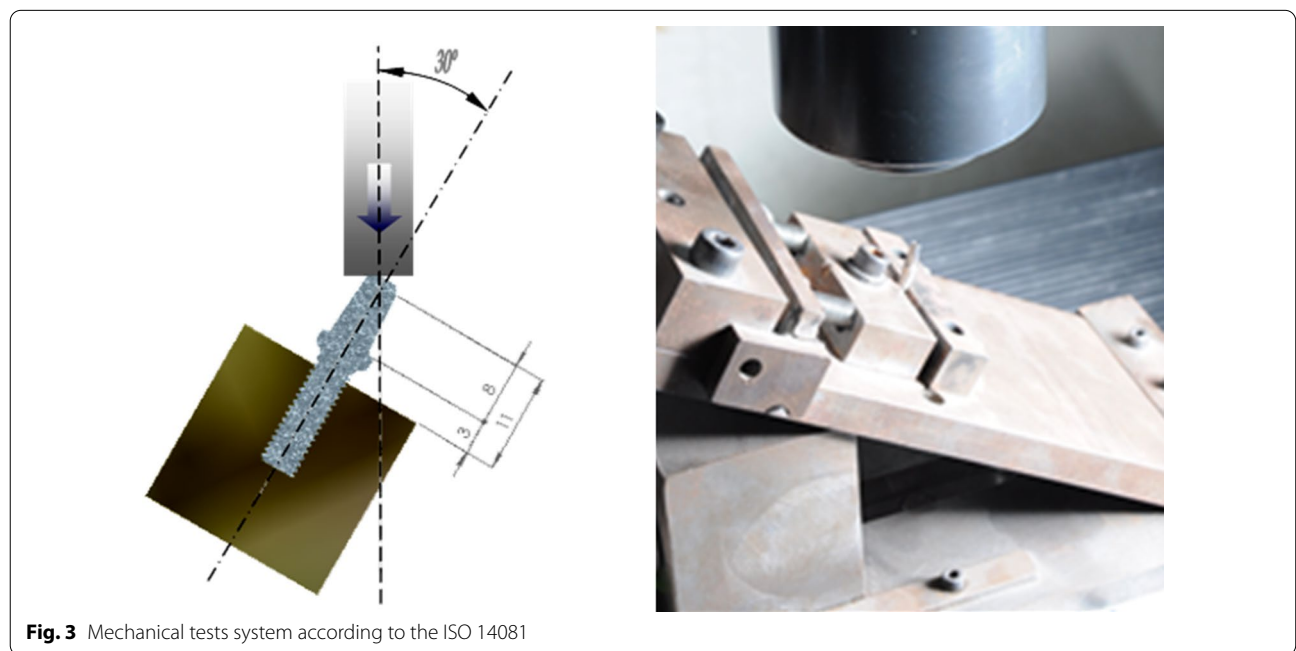 30°
8
11
3
Fig. 3 Mechanical tests system according to the ISO 14081